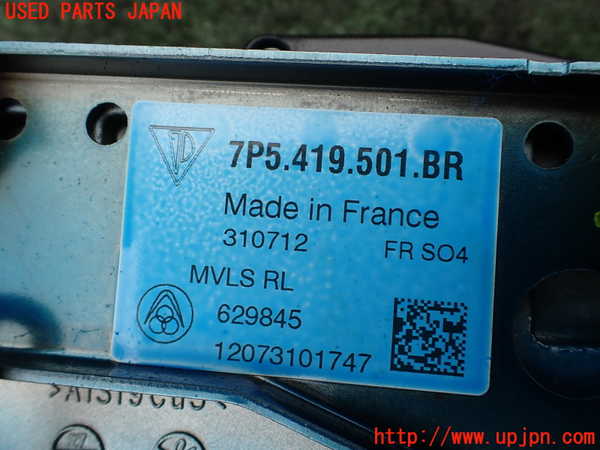 USED PARTS JAPAN
7P5.419.501.BR
Made in France
310712 FR SO4
MVLS RL
629845
12073101747
http://www.upjpn.com/